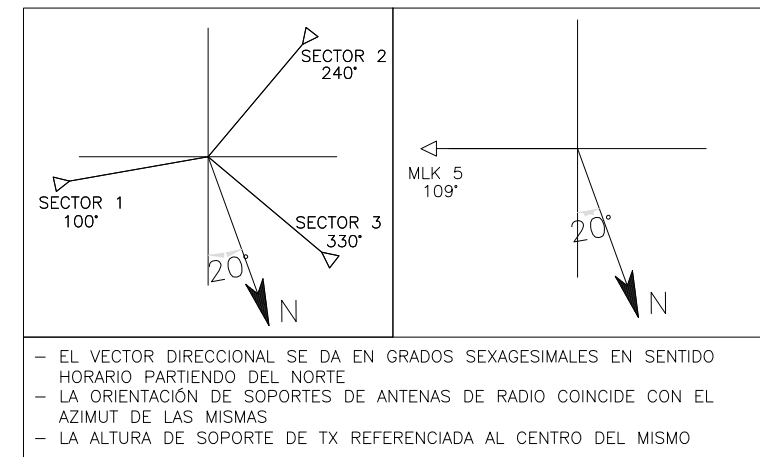 SECTOR 2
240°
SECTOR 1
100°
SECTOR 3
330°
20°
N
MLK 5
109°
20°
N
– EL VECTOR DIRECCIONAL SE DA EN GRADOS SEXAGESIMALES EN SENTIDO
HORARIO PARTIENDO DEL NORTE
– LA ORIENTACIÓN DE SOPORTES DE ANTENAS DE RADIO COINCIDE CON EL
AZIMUT DE LAS MISMAS
– LA ALTURA DE SOPORTE DE TX REFERENCIADA AL CENTRO DEL MISMO